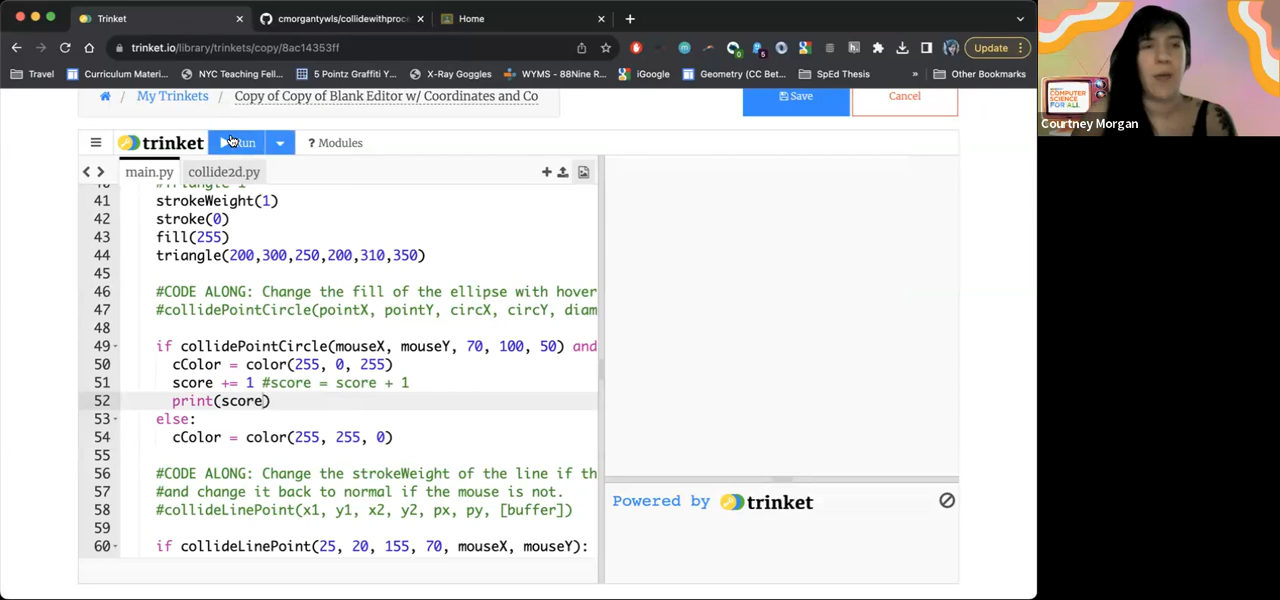 Trinket
cmorgantywls/collidewithproce
Home
trinket.io/library/trinkets/copy/8ac14353ff
Update
Travel
Curriculum Materi...
NYC Teaching Fell...
5 Pointz Graffiti Y...
X-Ray Goggles
WYMS - 88Nine R...
iGoogle
Geometry (CC Bet...
SpEd Thesis
»
Other Bookmarks
COMPUTER
SCIENCE
FOR ALL
Courtney Morgan
/ My Trinkets / Copy of Copy of Blank Editor w/ Coordinates and Co
Save
Cancel
trinket
Run
? Modules
main.py
collide2d.py
40 #Triangle 1
41 strokeWeight(1)
42 stroke(0)
43 fill(255)
44 triangle(200,300,250,200,310,350)
45
46 #CODE ALONG: Change the fill of the ellipse with hover
47 #collidePointCircle(pointX, pointY, circX, circY, diam
48
49 if collidePointCircle(mouseX, mouseY, 70, 100, 50) and
50 cColor = color(255, 0, 255)
51 score += 1 #score = score + 1
52 print(score)
53 else:
54 cColor = color(255, 255, 0)
55
56 #CODE ALONG: Change the strokeWeight of the line if th
57 #and change it back to normal if the mouse is not.
58 #collideLinePoint(x1, y1, x2, y2, px, py, [buffer])
59
60 if collideLinePoint(25, 20, 155, 70, mouseX, mouseY):
Powered by trinket